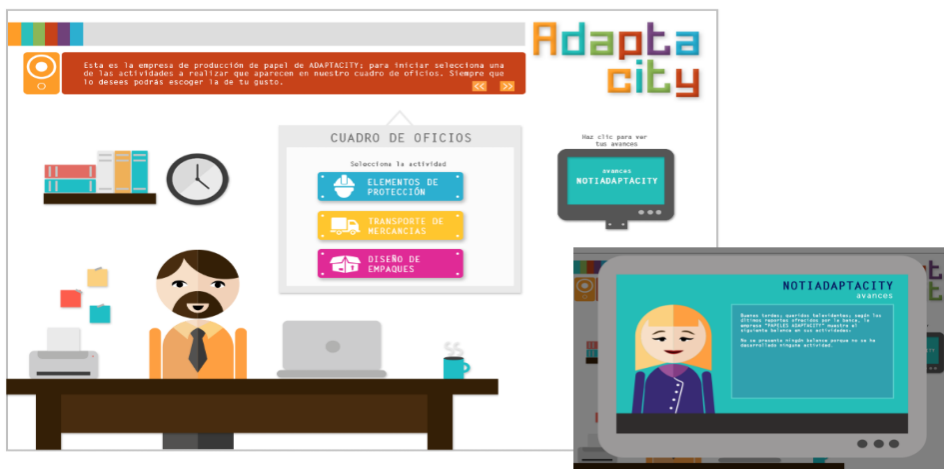 Adapta
city
Esta es la empresa de producción de papel de ADAPTACITY; para iniciar selecciona una
de las actividades a realizar que aparecen en nuestro cuadro de oficios. Siempre que
lo desees podrás escoger la de tu gusto.
CUADRO DE OFICIOS
Selecciona la actividad
ELEMENTOS DE
PROTECCIÓN
TRANSPORTE DE
MERCANCIAS
DISEÑO DE
EMPAQUES
Haz clic para ver
tus avances
avances
NOTIADAPTACITY
NOTIADAPTACITY
avances
Buenas tardes; queridos televidentes; según los
últimos reportes ofrecidos por la banca, la
empresa "PAPELES ADAPTACITY" muestra el
siguiente balance en sus actividades.
No se presenta ningún balance porque no se ha
desarrollado ninguna actividad.